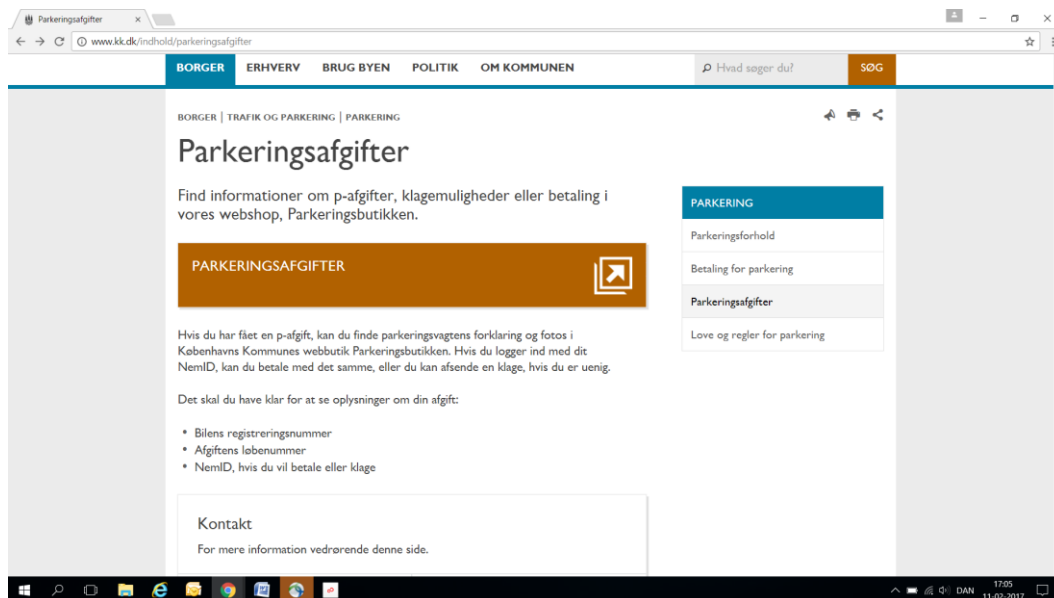 Parkeringsafgifter
www.kk.dk/indhold/parkeringsafgifter
BORGER ERHVERV BRUG BYEN POLITIK OM KOMMUNEN Hvad søger du? SØG
BORGER | TRAFIK OG PARKERING | PARKERING
Parkeringsafgifter
Find informationer om p-afgifter, klagemuligheder eller betaling i
vores webshop, Parkeringsbutikken.
PARKERINGSAFGIFTER
Hvis du har fået en p-afgift, kan du finde parkeringsvagtens forklaring og fotos i
Københavns Kommunes webbutik Parkeringsbutikken. Hvis du logger ind med dit
NemID, kan du betale med det samme, eller du kan afsende en klage, hvis du er uenig.
Det skal du have klar for at se oplysninger om din afgift:
• Bilens registreringsnummer
• Afgiftens løbenummer
• NemID, hvis du vil betale eller klage
Kontakt
For mere information vedrørende denne side.
PARKERING
Parkeringsforhold
Betaling for parkering
Parkeringsafgifter
Love og regler for parkering
DAN
17:05
11-02-2017